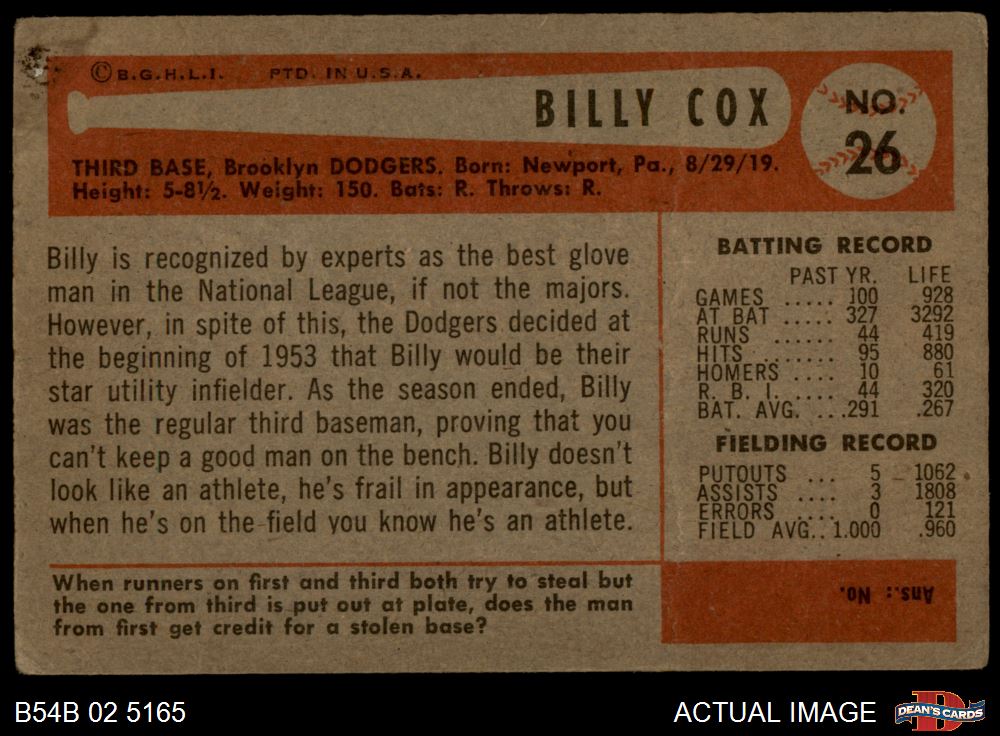 © B.G.H.L.I. PTD. IN U.S.A.
BILLY COX
NO.
26
THIRD BASE, Brooklyn DODGERS. Born: Newport, Pa., 8/29/19.
Height: 5-8½. Weight: 150. Bats: R. Throws: R.
Billy is recognized by experts as the best glove
man in the National League, if not the majors.
However, in spite of this, the Dodgers decided at
the beginning of 1953 that Billy would be their
star utility infielder. As the season ended, Billy
was the regular third baseman, proving that you
can't keep a good man on the bench. Billy doesn't
look like an athlete, he's frail in appearance, but
when he's on the field you know he's an athlete.
BATTING RECORD
PAST YR. LIFE
GAMES ..... 100 928
AT BAT ..... 327 3292
RUNS ...... 44 419
HITS ....... 95 880
HOMERS .... 10 61
R. B. I. .... 44 320
BAT. AVG. ... .291 .267
FIELDING RECORD
PUTOUTS ... 5 1062
ASSISTS .... 3 1808
ERRORS .... 0 121
FIELD AVG.. 1.000 .960
When runners on first and third both try to steal but
the one from third is put out at plate, does the man
from first get credit for a stolen base?
Ans.: No.
B54B 02 5165
ACTUAL IMAGE
D
DEAN'S CARDS